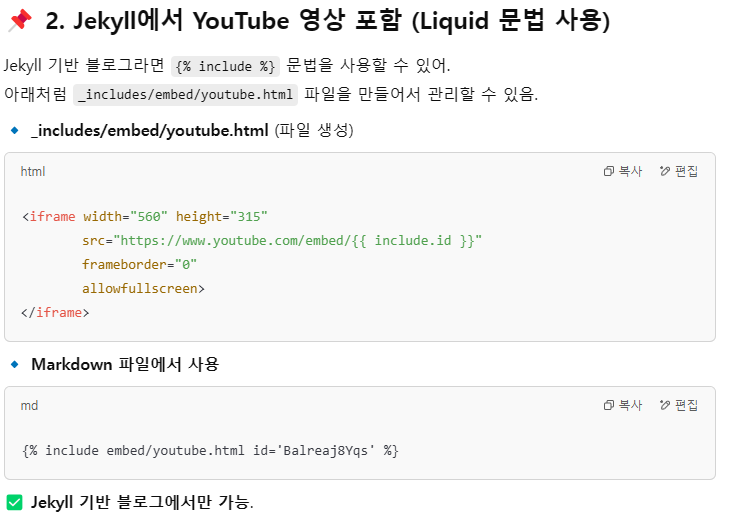 📌 2. Jekyll에서 YouTube 영상 포함 (Liquid 문법 사용)
Jekyll 기반 블로그라면 {% include %} 문법을 사용할 수 있어.
아래처럼 _includes/embed/youtube.html 파일을 만들어서 관리할 수 있음.
🔹 _includes/embed/youtube.html (파일 생성)
html 복사 편집
<iframe width="560" height="315"
src="https://www.youtube.com/embed/{{ include.id }}"
frameborder="0"
allowfullscreen>
</iframe>
🔹 Markdown 파일에서 사용
md 복사 편집
{% include embed/youtube.html id='Balreaj8Yqs' %}
✅ Jekyll 기반 블로그에서만 가능.